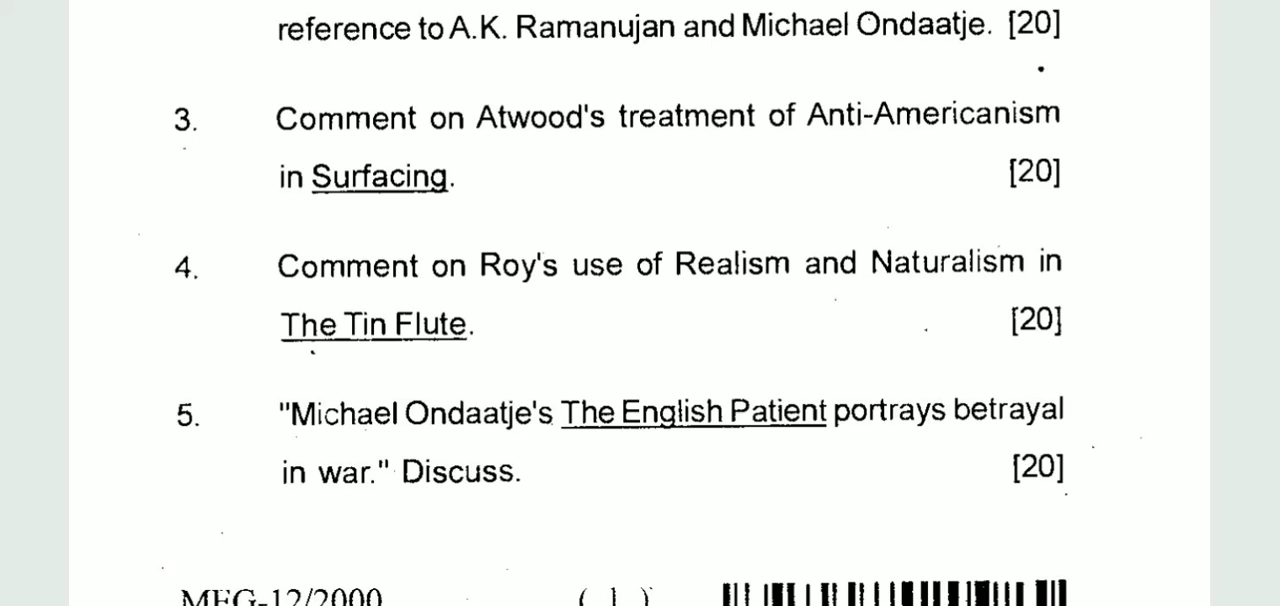 reference to A.K. Ramanujan and Michael Ondaatje. [20]
3. Comment on Atwood's treatment of Anti-Americanism
in Surfacing. [20]
4. Comment on Roy's use of Realism and Naturalism in
The Tin Flute. [20]
5. "Michael Ondaatje's The English Patient portrays betrayal
in war." Discuss. [20]
MEG-12/2000 ( 1 )